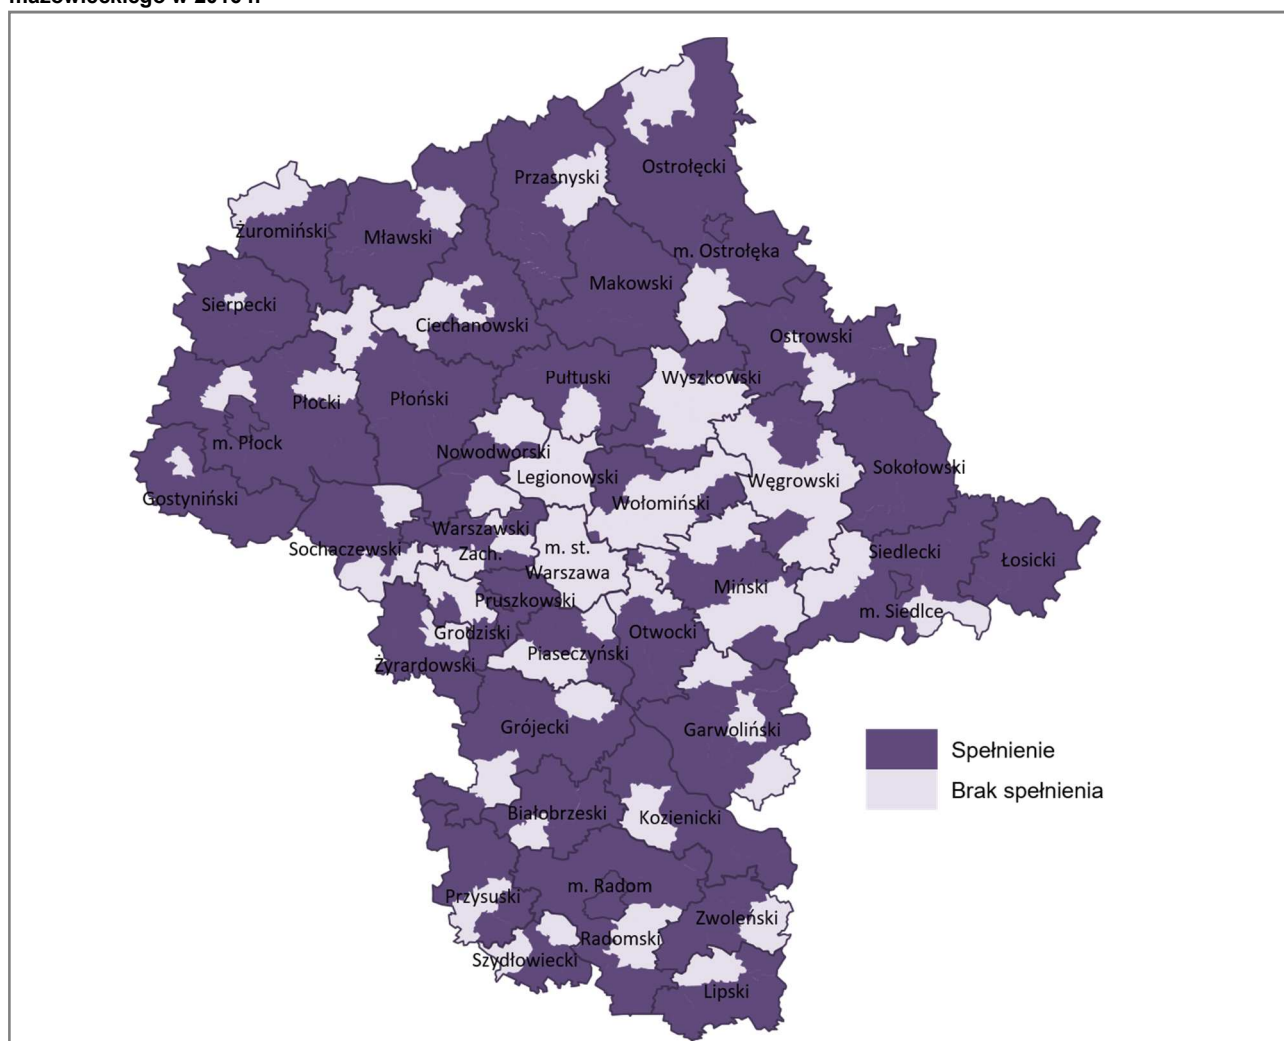 mazowieckiego w 2016 r.
Ostrołęcki
Przasnyski
Żuromiński
Mławski
m. Ostrołęka
Makowski
Sierpecki
Ciechanowski
Ostrowski
Pułtuski
Wyszkowski
Płoński
Płocki
m. Płock
Nowodworski
Legionowski
Sokołowski
Węgrowski
Gostyniński
Wołomiński
Warszawski
Zach.
Sochaczewski
m. st.
Warszawa
Siedlecki
Łosicki
Miński
Pruszkowski
m. Siedlce
Grodziski
Otwocki
Piaseczyński
Żyrardowski
Grójecki
Garwoliński
Spełnienie
Brak spełnienia
Białobrzeski
Kozienicki
m. Radom
Przysuski
Zwoleński
Radomski
Szydłowiecki
Lipski